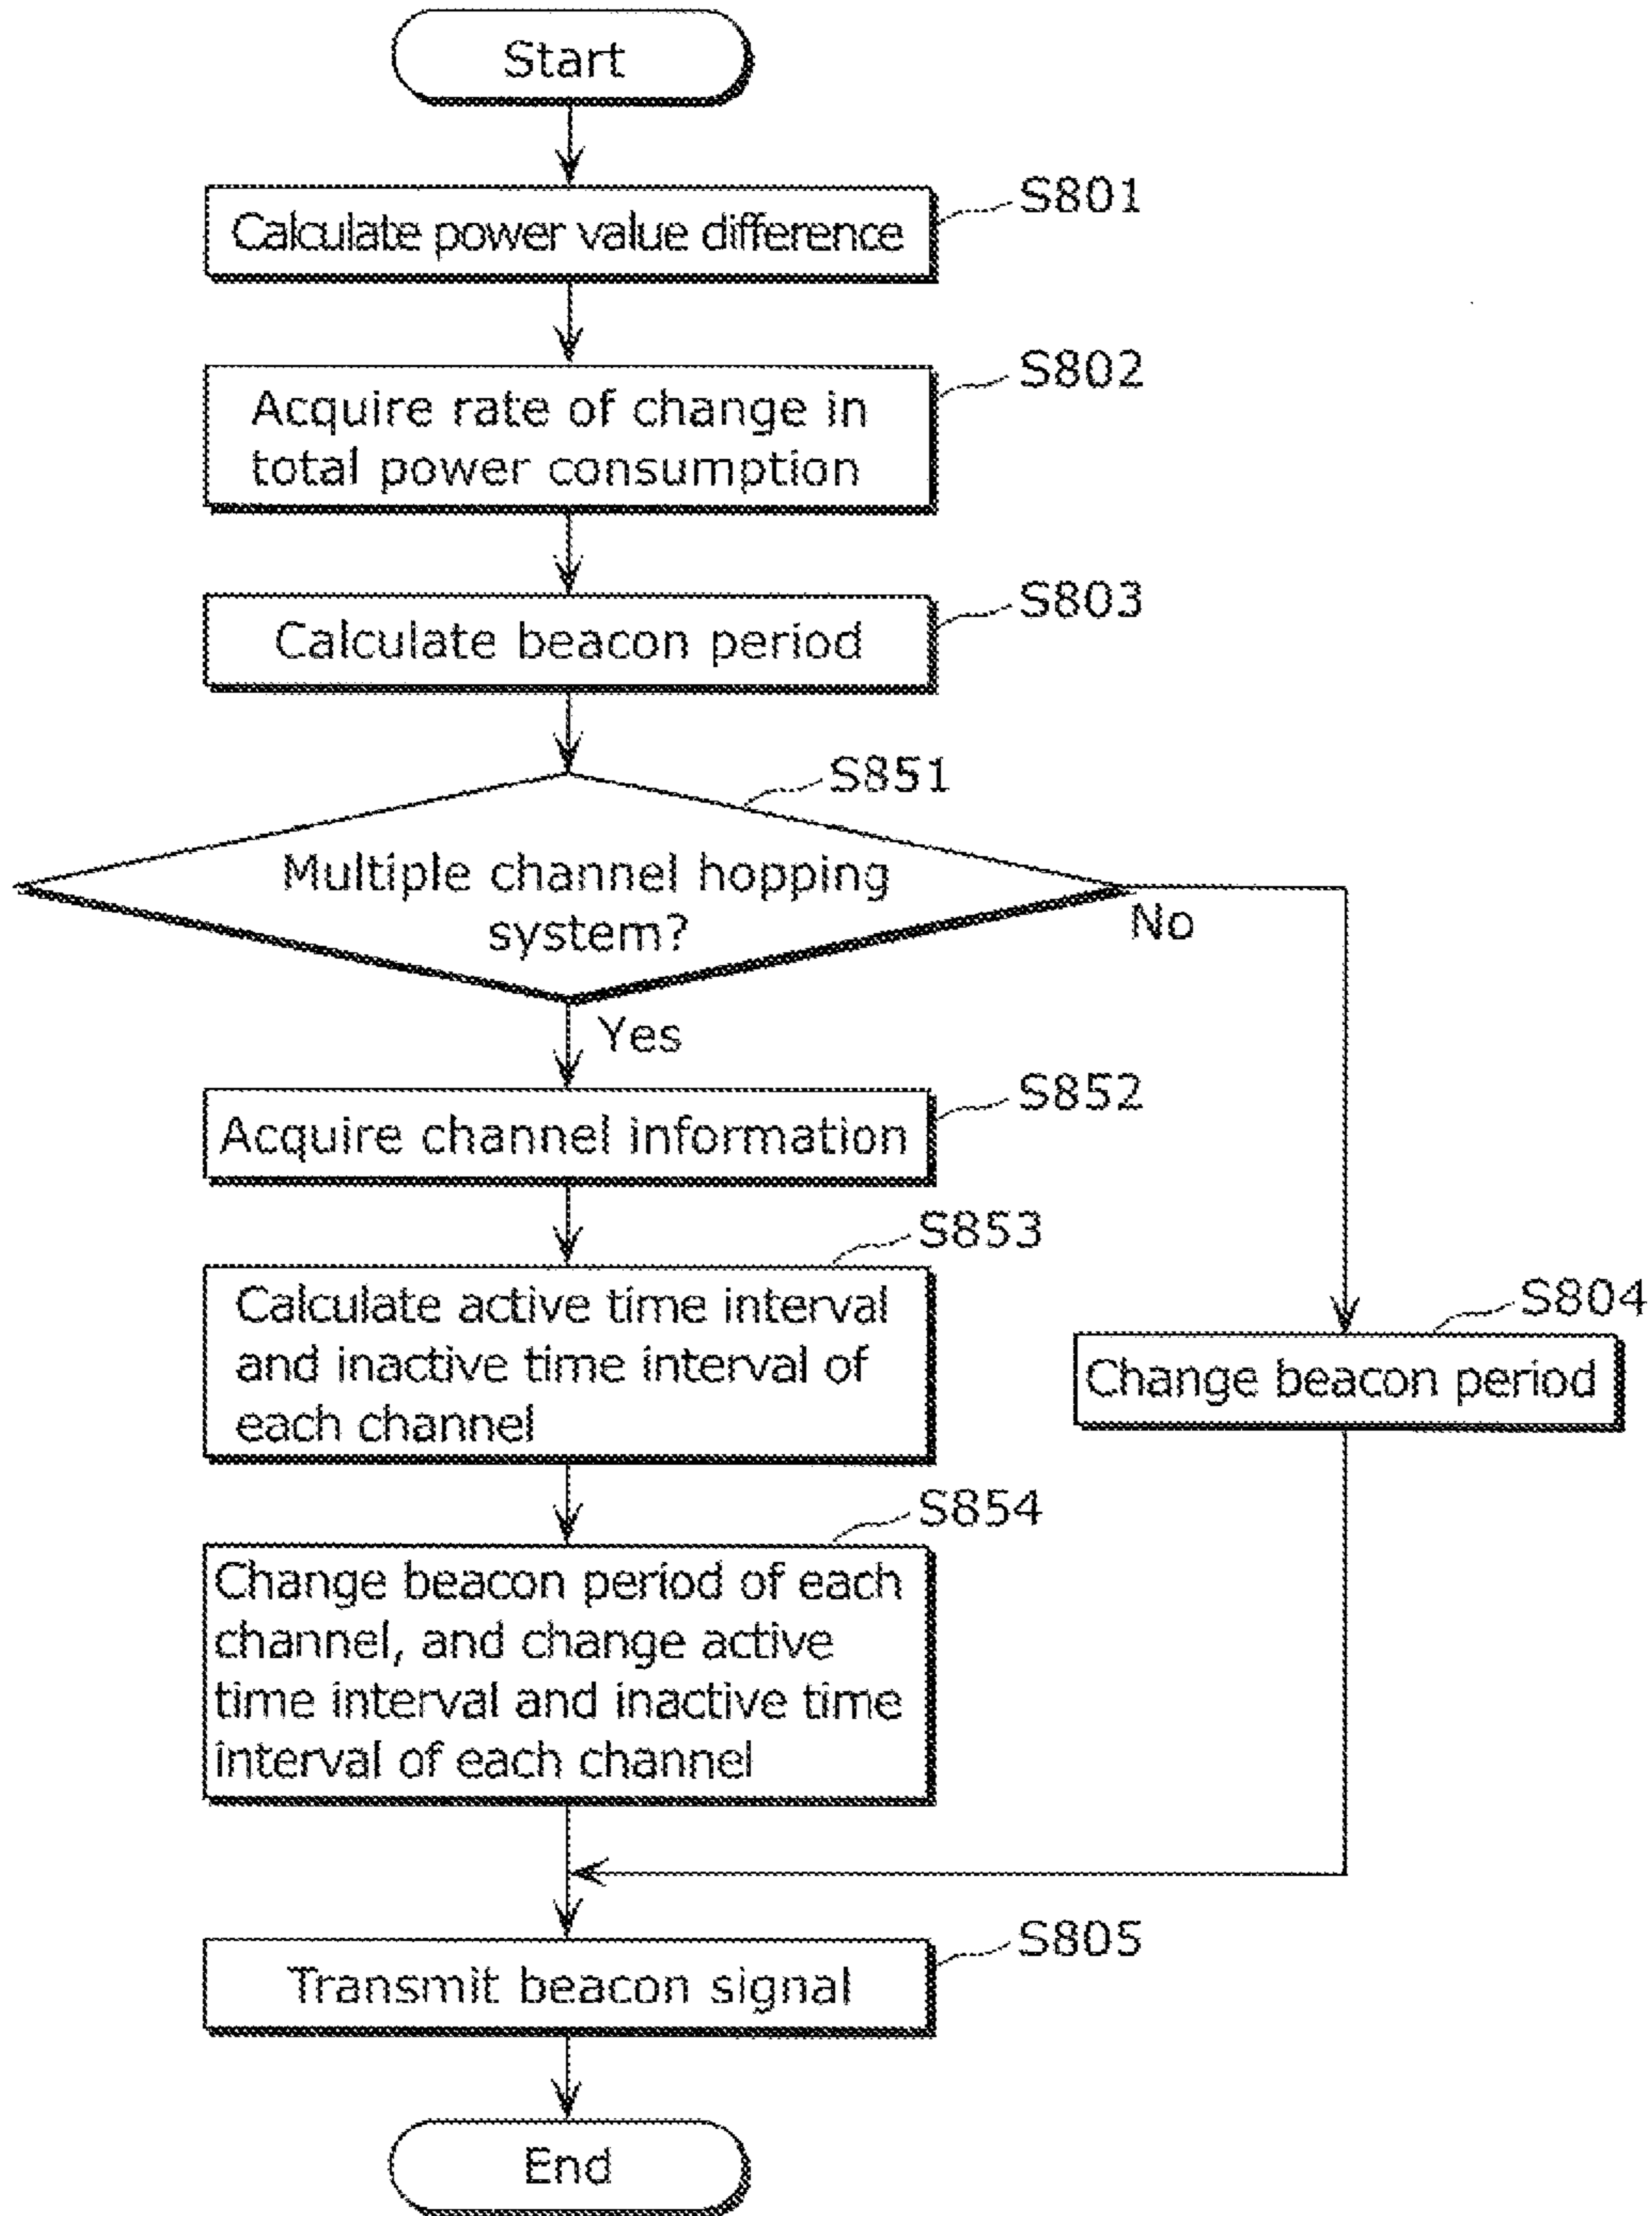 Start
S801
Calculate power value difference
S802
Acquire rate of change in
total power consumption
S803
Calculate beacon period
S851
Multiple channel hopping
system?
No
Yes
S852
Acquire channel information
S853
Calculate active time interval
and inactive time interval of
each channel
S804
Change beacon period
S854
Change beacon period of each
channel, and change active
time interval and inactive time
interval of each channel
S805
Transmit beacon signal
End